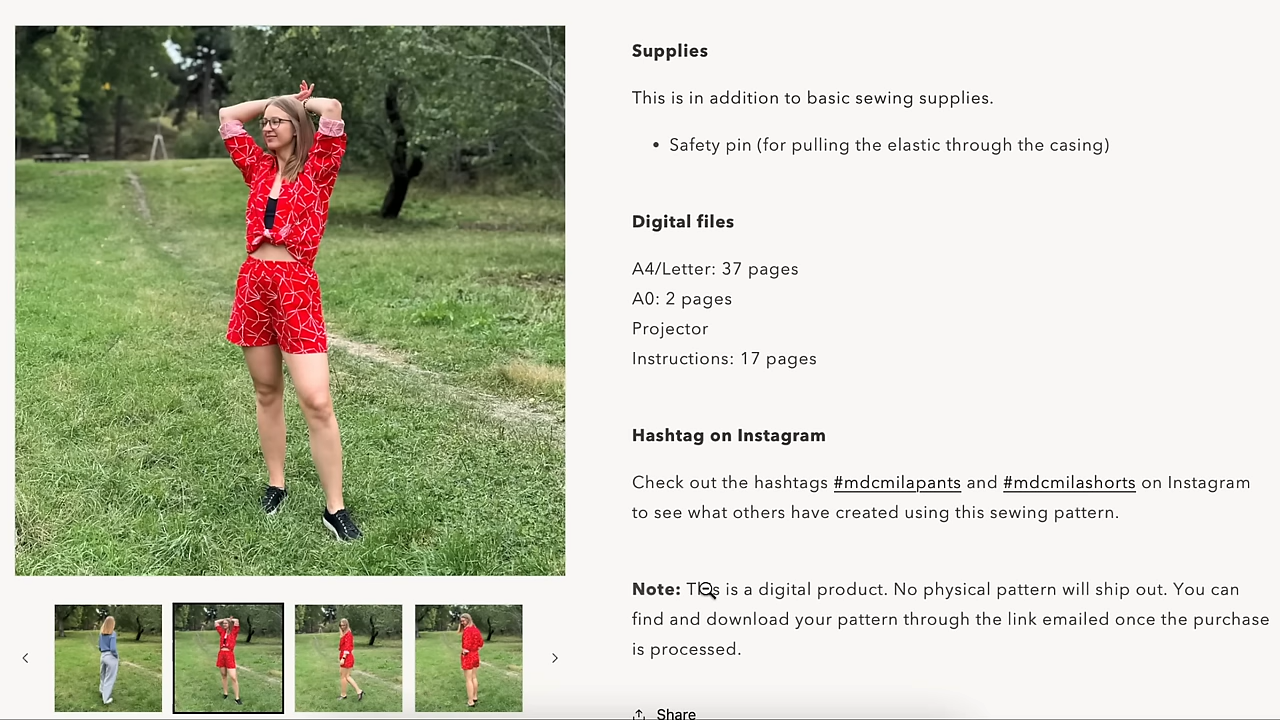 Supplies
This is in addition to basic sewing supplies.
• Safety pin (for pulling the elastic through the casing)
Digital files
A4/Letter: 37 pages
A0: 2 pages
Projector
Instructions: 17 pages
Hashtag on Instagram
Check out the hashtags #mdcmilapants and #mdcmilashorts on Instagram
to see what others have created using this sewing pattern.
Note: This is a digital product. No physical pattern will ship out. You can
find and download your pattern through the link emailed once the purchase
is processed.
Share